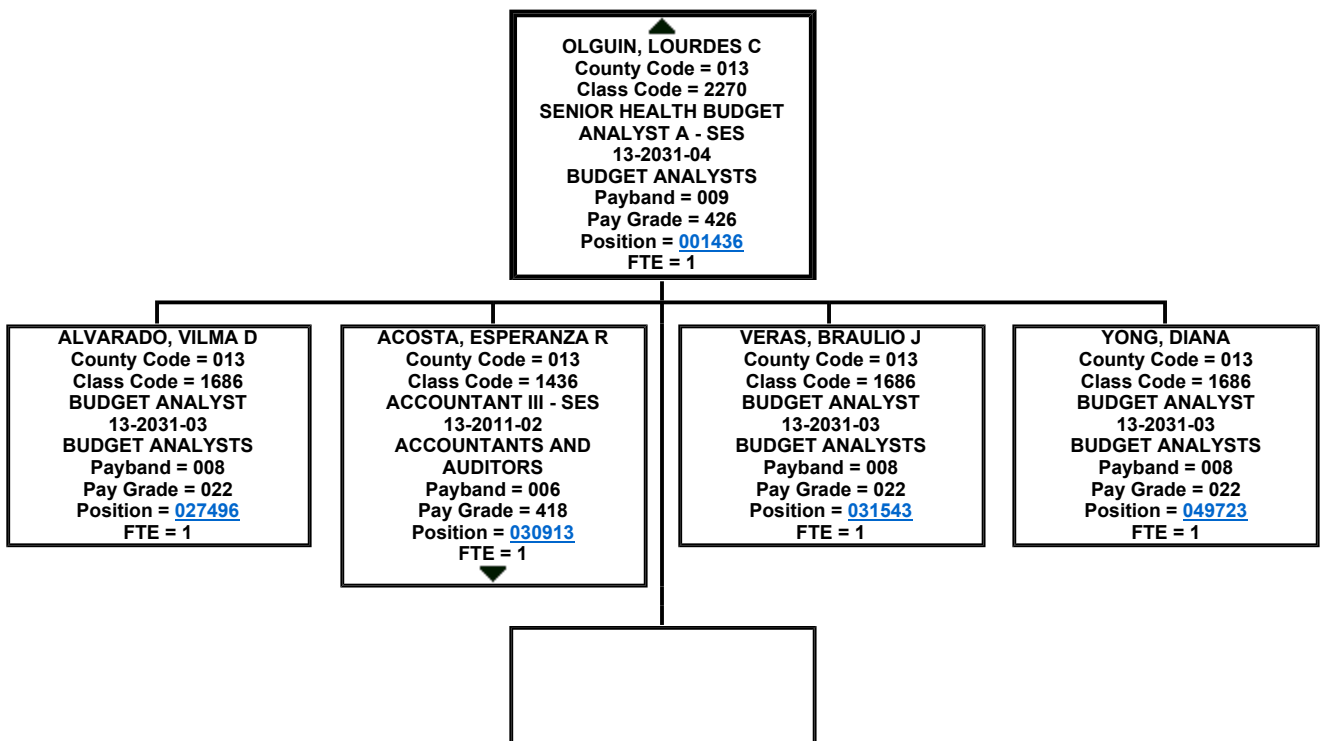 OLGUIN, LOURDES C
County Code = 013
Class Code = 2270
SENIOR HEALTH BUDGET
ANALYST A - SES
13-2031-04
BUDGET ANALYSTS
Payband = 009
Pay Grade = 426
Position = 001436
FTE = 1
ALVARADO, VILMA D
County Code = 013
Class Code = 1686
BUDGET ANALYST
13-2031-03
BUDGET ANALYSTS
Payband = 008
Pay Grade = 022
Position = 027496
FTE = 1
ACOSTA, ESPERANZA R
County Code = 013
Class Code = 1436
ACCOUNTANT III - SES
13-2011-02
ACCOUNTANTS AND
AUDITORS
Payband = 006
Pay Grade = 418
Position = 030913
FTE = 1
VERAS, BRAULIO J
County Code = 013
Class Code = 1686
BUDGET ANALYST
13-2031-03
BUDGET ANALYSTS
Payband = 008
Pay Grade = 022
Position = 031543
FTE = 1
YONG, DIANA
County Code = 013
Class Code = 1686
BUDGET ANALYST
13-2031-03
BUDGET ANALYSTS
Payband = 008
Pay Grade = 022
Position = 049723
FTE = 1